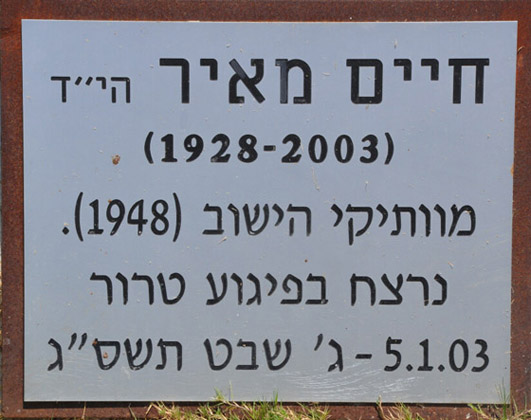 חיים מאיר הי״ד
(1928-2003)
מוותיקי הישוב (1948).
נרצח בפיגוע טרור
5.1.03 – ג׳ שבט תשס״ג